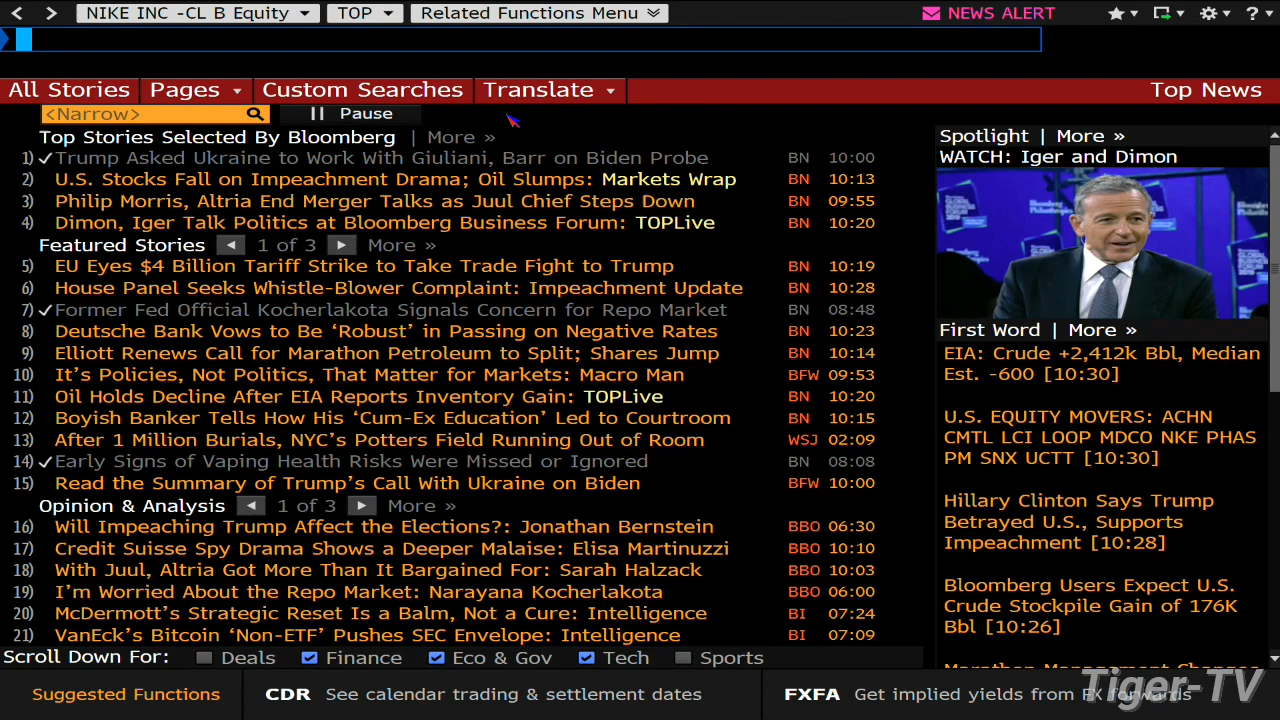 NIKE INC -CL B Equity TOP Related Functions Menu NEWS ALERT ?
All Stories Pages Custom Searches Translate Top News
<Narrow> Pause
Top Stories Selected By Bloomberg | More »
1) Trump Asked Ukraine to Work With Giuliani, Barr on Biden Probe BN 10:00
2) U.S. Stocks Fall on Impeachment Drama; Oil Slumps: Markets Wrap BN 10:13
3) Philip Morris, Altria End Merger Talks as Juul Chief Steps Down BN 09:55
4) Dimon, Iger Talk Politics at Bloomberg Business Forum: TOPLive BN 10:20
Featured Stories 1 of 3 More »
5) EU Eyes $4 Billion Tariff Strike to Take Trade Fight to Trump BN 10:19
6) House Panel Seeks Whistle-Blower Complaint: Impeachment Update BN 10:28
7) Former Fed Official Kocherlakota Signals Concern for Repo Market BN 08:48
8) Deutsche Bank Vows to Be ‘Robust’ in Passing on Negative Rates BN 10:23
9) Elliott Renews Call for Marathon Petroleum to Split; Shares Jump BN 10:14
10) It’s Policies, Not Politics, That Matter for Markets: Macro Man BFW 09:53
11) Oil Holds Decline After EIA Reports Inventory Gain: TOPLive BN 10:20
12) Boyish Banker Tells How His ‘Cum-Ex Education’ Led to Courtroom BN 10:15
13) After 1 Million Burials, NYC’s Potters Field Running Out of Room WSJ 02:09
14) Early Signs of Vaping Health Risks Were Missed or Ignored BN 08:08
15) Read the Summary of Trump’s Call With Ukraine on Biden BFW 10:00
Opinion & Analysis 1 of 3 More »
16) Will Impeaching Trump Affect the Elections?: Jonathan Bernstein BBO 06:30
17) Credit Suisse Spy Drama Shows a Deeper Malaise: Elisa Martinuzzi BBO 10:10
18) With Juul, Altria Got More Than It Bargained For: Sarah Halzack BBO 10:03
19) I’m Worried About the Repo Market: Narayana Kocherlakota BBO 06:00
20) McDermott’s Strategic Reset Is a Balm, Not a Cure: Intelligence BI 07:24
21) VanEck’s Bitcoin ‘Non-ETF’ Pushes SEC Envelope: Intelligence BI 07:09
Scroll Down For: Deals Finance Eco & Gov Tech Sports
Spotlight | More »
WATCH: Iger and Dimon
First Word | More »
EIA: Crude +2,412k Bbl, Median
Est. -600 [10:30]
U.S. EQUITY MOVERS: ACHN
CMTL LCI LOOP MDCO NKE PHAS
PM SNX UCTT [10:30]
Hillary Clinton Says Trump
Betrayed U.S., Supports
Impeachment [10:28]
Bloomberg Users Expect U.S.
Crude Stockpile Gain of 176K
Bbl [10:26]
Marathon Management Changes
Suggested Functions CDR See calendar trading & settlement dates FXFA Get implied yields from FX forwards
Tiger-TV